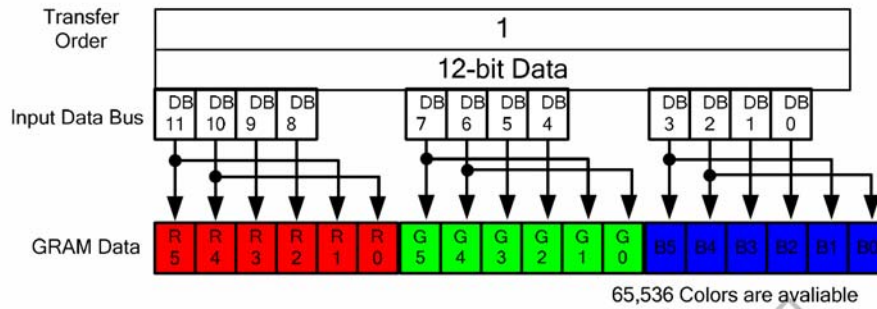 Transfer Order
1
12-bit Data
Input Data Bus
DB 11 DB 10 DB 9 DB 8 DB 7 DB 6 DB 5 DB 4 DB 3 DB 2 DB 1 DB 0
GRAM Data
R 5 R 4 R 3 R 2 R 1 R 0 G 5 G 4 G 3 G 2 G 1 G 0 B5 B4 B3 B2 B1 B0
65,536 Colors are avaliable